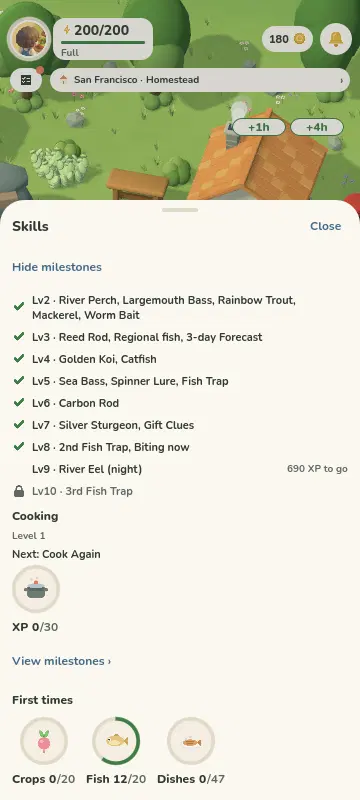 200/200
Full
180
San Francisco · Homestead ›
+1h
+4h
Skills
Close
Hide milestones
Lv2 · River Perch, Largemouth Bass, Rainbow Trout,
Mackerel, Worm Bait
Lv3 · Reed Rod, Regional fish, 3-day Forecast
Lv4 · Golden Koi, Catfish
Lv5 · Sea Bass, Spinner Lure, Fish Trap
Lv6 · Carbon Rod
Lv7 · Silver Sturgeon, Gift Clues
Lv8 · 2nd Fish Trap, Biting now
Lv9 · River Eel (night) 690 XP to go
Lv10 · 3rd Fish Trap
Cooking
Level 1
Next: Cook Again
XP 0/30
View milestones ›
First times
Crops 0/20 Fish 12/20 Dishes 0/47